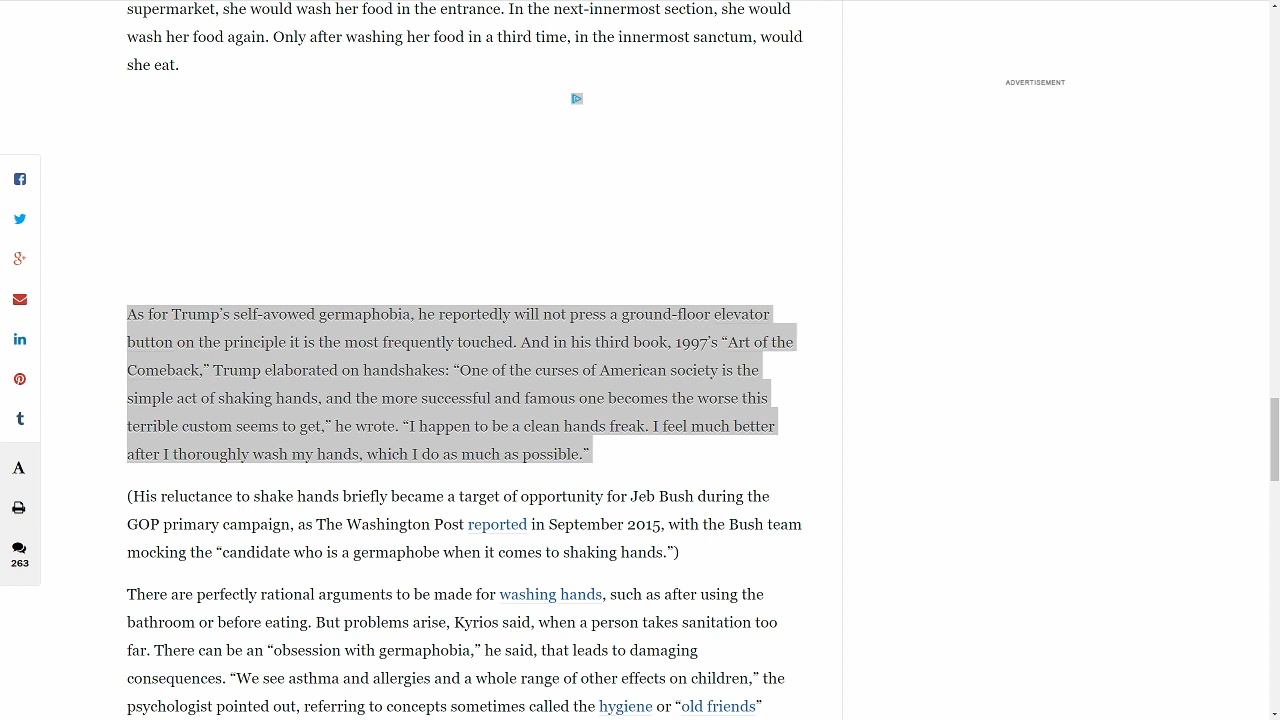 supermarket, she would wash her food in the entrance. In the next-innermost section, she would
wash her food again. Only after washing her food in a third time, in the innermost sanctum, would
she eat.
ADVERTISEMENT
As for Trump’s self-avowed germaphobia, he reportedly will not press a ground-floor elevator
button on the principle it is the most frequently touched. And in his third book, 1997’s “Art of the
Comeback,” Trump elaborated on handshakes: “One of the curses of American society is the
simple act of shaking hands, and the more successful and famous one becomes the worse this
terrible custom seems to get,” he wrote. “I happen to be a clean hands freak. I feel much better
after I thoroughly wash my hands, which I do as much as possible.”
(His reluctance to shake hands briefly became a target of opportunity for Jeb Bush during the
GOP primary campaign, as The Washington Post reported in September 2015, with the Bush team
mocking the “candidate who is a germaphobe when it comes to shaking hands.”)
There are perfectly rational arguments to be made for washing hands, such as after using the
bathroom or before eating. But problems arise, Kyrios said, when a person takes sanitation too
far. There can be an “obsession with germaphobia,” he said, that leads to damaging
consequences. “We see asthma and allergies and a whole range of other effects on children,” the
psychologist pointed out, referring to concepts sometimes called the hygiene or “old friends”
A
263